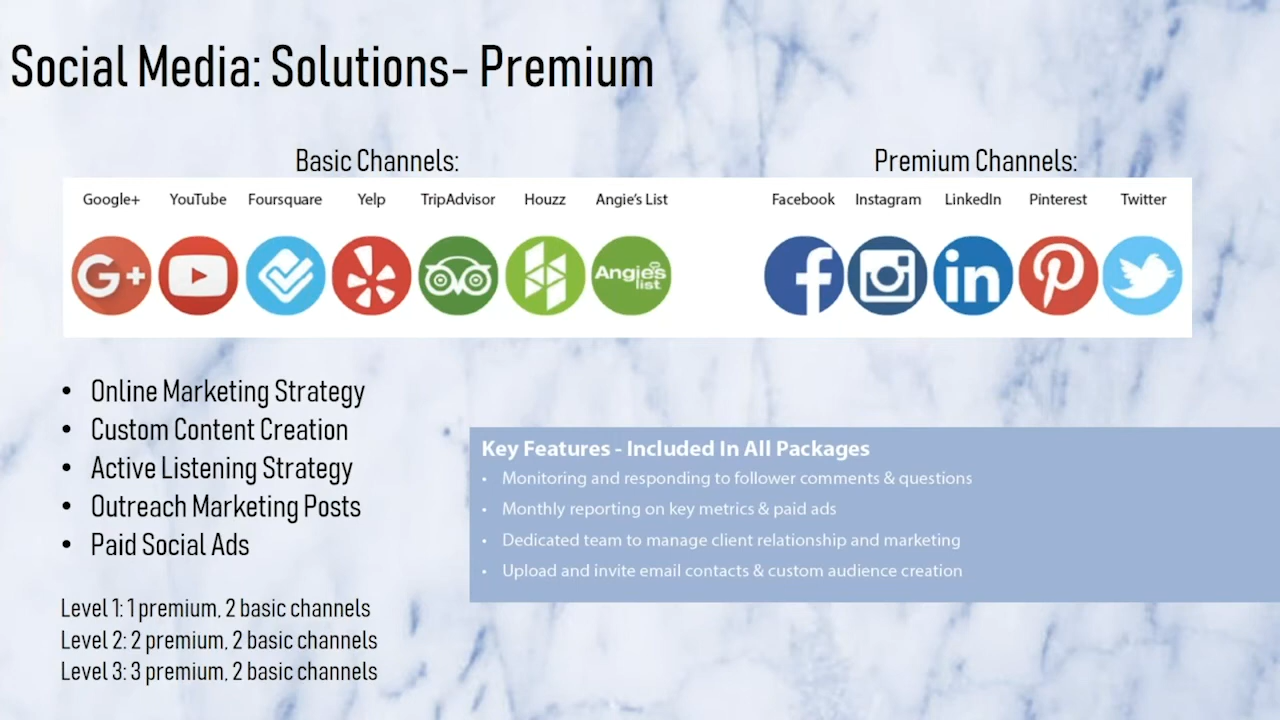 Social Media: Solutions- Premium
Basic Channels:
Premium Channels:
Google+ YouTube Foursquare Yelp TripAdvisor Houzz Angie's List
Facebook Instagram LinkedIn Pinterest Twitter
G+
Angie's
list.
f
in
• Online Marketing Strategy
• Custom Content Creation
• Active Listening Strategy
• Outreach Marketing Posts
• Paid Social Ads
Key Features - Included In All Packages
• Monitoring and responding to follower comments & questions
• Monthly reporting on key metrics & paid ads
• Dedicated team to manage client relationship and marketing
• Upload and invite email contacts & custom audience creation
Level 1: 1 premium, 2 basic channels
Level 2: 2 premium, 2 basic channels
Level 3: 3 premium, 2 basic channels